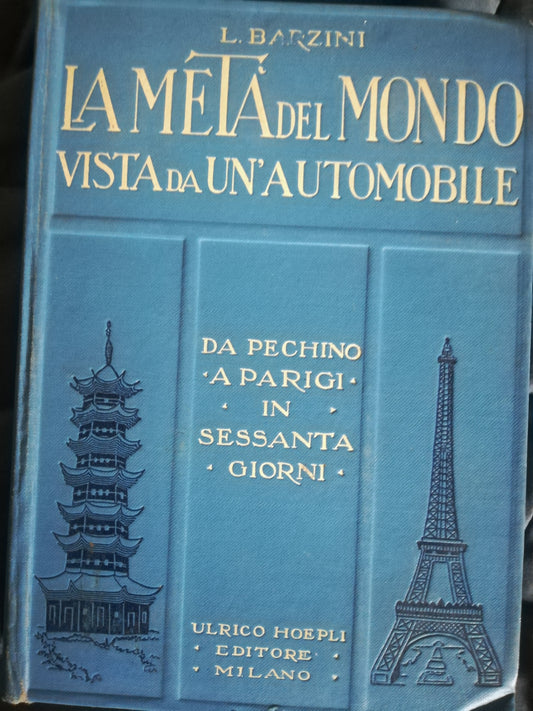 L. BARZINI
LA METÀ DEL MONDO
VISTA DA UN'AUTOMOBILE
DA PECHINO
· A PARIGI ·
· IN ·
SESSANTA
· GIORNI ·
ULRICO HOEPLI
· EDITORE ·
· MILANO ·